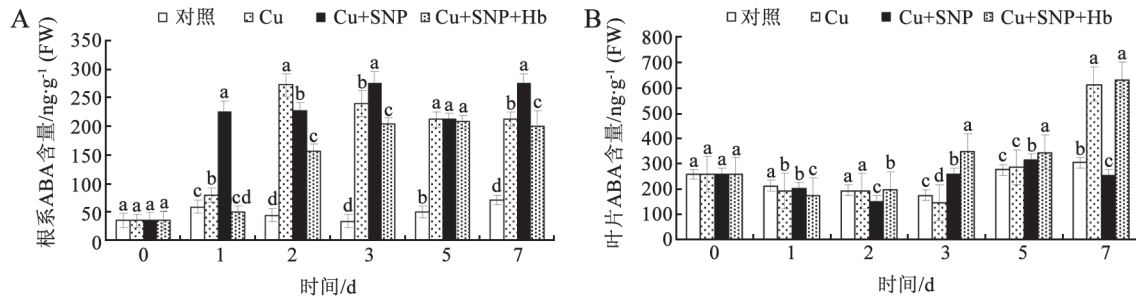 A
□ 对照 Cu Cu+SNP Cu+SNP+Hb
根系ABA含量/ng·g⁻¹ (FW)
350
300
250
200
150
100
50
0
a a a a
c b a cd
d a b c
d b a c
b a a a
d b a c
0 1 2 3 5 7
时间/d
B
□ 对照 Cu Cu+SNP Cu+SNP+Hb
叶片ABA含量/ng·g⁻¹ (FW)
800
700
600
500
400
300
200
100
0
a a a a
a a b c
a a c b
c d b a
c c b a
b a c a
0 1 2 3 5 7
时间/d